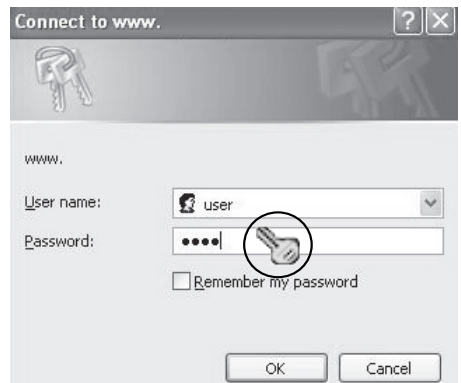 Connect to www.
www.
User name: user
Password: ••••
Remember my password
OK Cancel